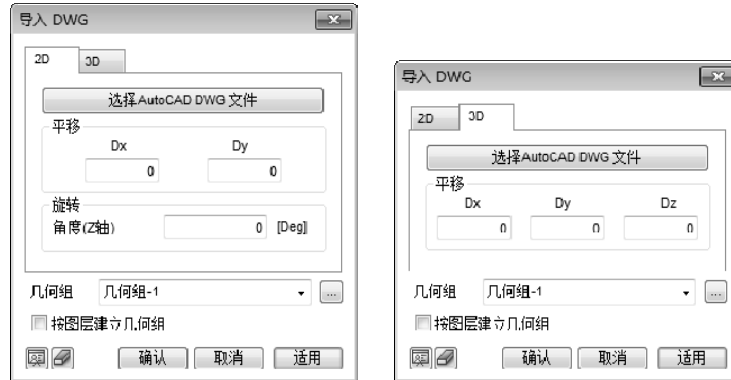 导入 DWG
2D 3D
选择AutoCAD DWG 文件
平移
Dx Dy
0 0
旋转
角度(Z轴) 0 [Deg]
几何组 几何组-1 ...
按图层建立几何组
确认 取消 适用
导入 DWG
2D 3D
选择AutoCAD DWG 文件
平移
Dx Dy Dz
0 0 0
几何组 几何组-1 ...
按图层建立几何组
确认 取消 适用